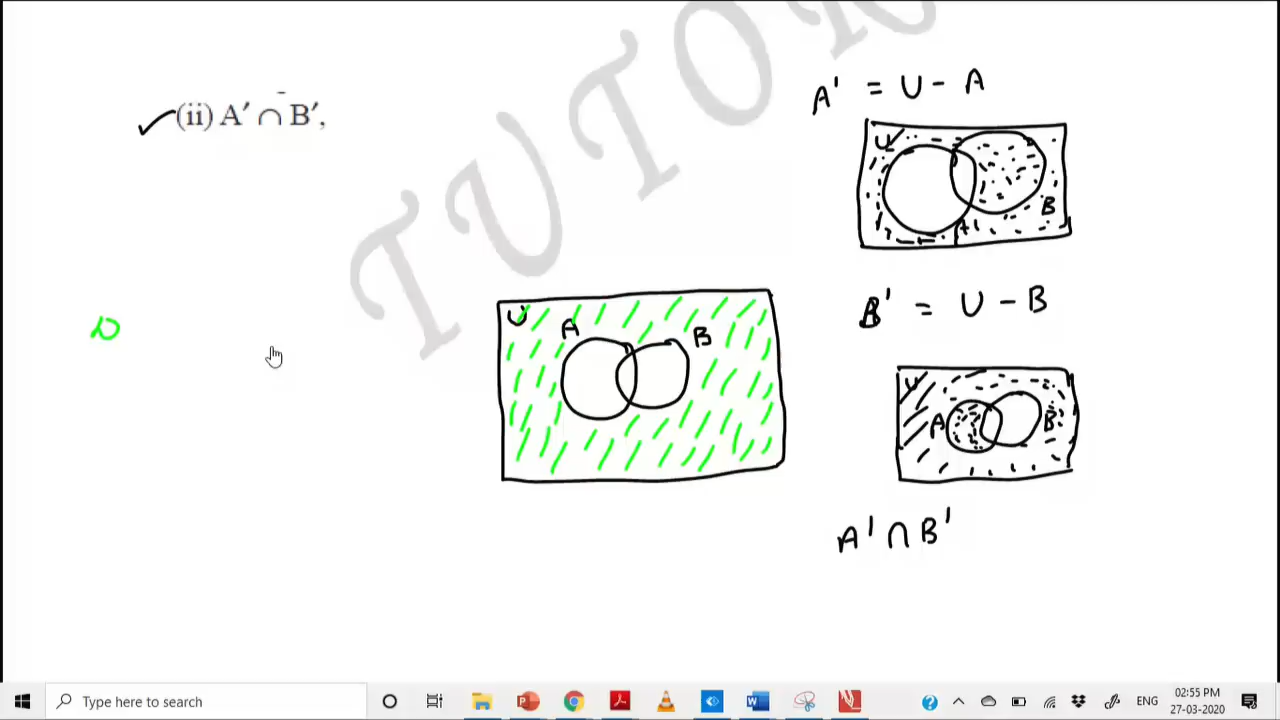 TUTOR
✓(ii) A′ ∩ B′,
A' = U - A
U
B
B' = U - B
U
A B
U
A B
A' ∩ B'
Type here to search
ENG
02:55 PM
27-03-2020